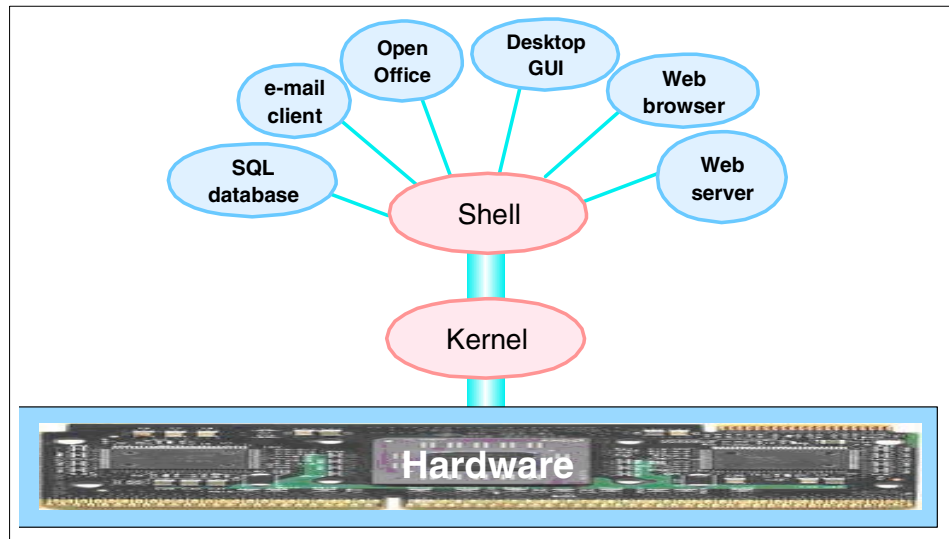 Open
Office
Desktop
GUI
e-mail
client
Web
browser
SQL
database
Web
server
Shell
Kernel
Hardware